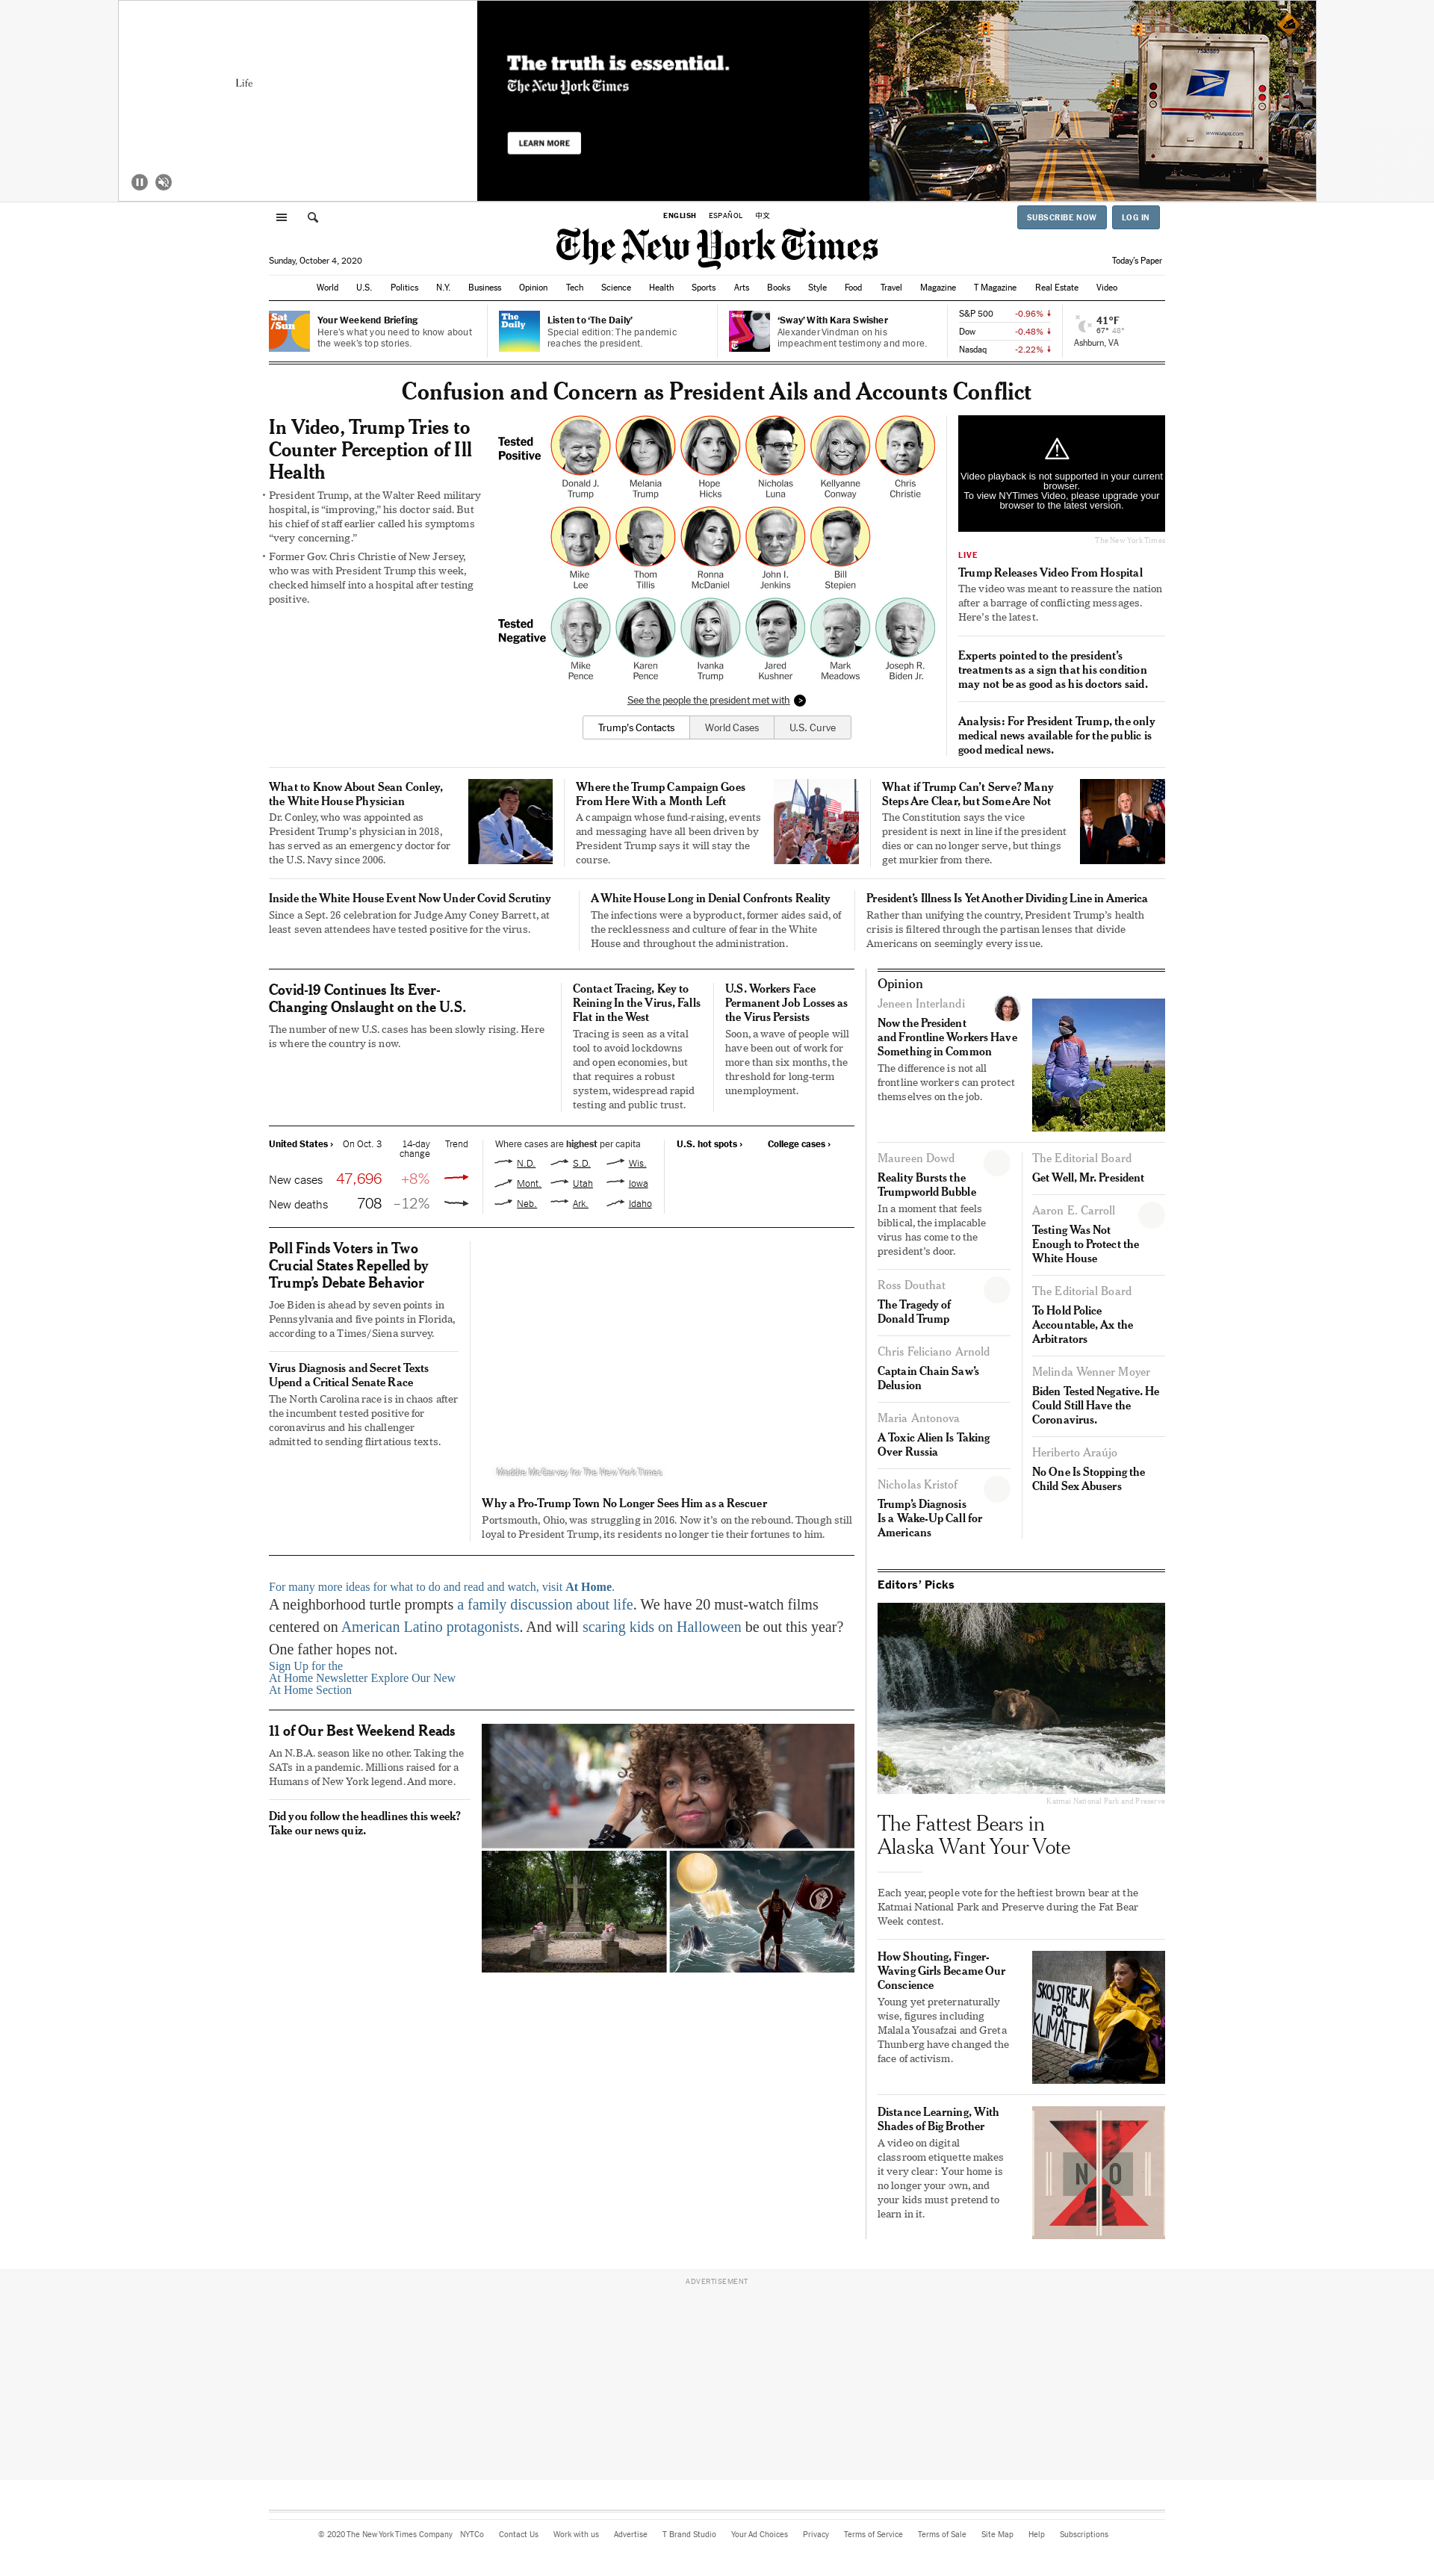 Life
The truth is essential.
The New York Times
LEARN MORE
ENGLISH ESPAÑOL 中文
SUBSCRIBE NOW LOG IN
The New York Times
Sunday, October 4, 2020
Today's Paper
World U.S. Politics N.Y. Business Opinion Tech Science Health Sports Arts Books Style Food Travel Magazine T Magazine Real Estate Video
Sat/Sun
Your Weekend Briefing
Here's what you need to know about
the week's top stories.
The Daily
Listen to 'The Daily'
Special edition: The pandemic
reaches the president.
Sway
'Sway' With Kara Swisher
Alexander Vindman on his
impeachment testimony and more.
S&P 500 -0.96%
Dow -0.48%
Nasdaq -2.22%
41°F
67° 48°
Ashburn, VA
Confusion and Concern as President Ails and Accounts Conflict
In Video, Trump Tries to
Counter Perception of Ill
Health
• President Trump, at the Walter Reed military
hospital, is “improving,” his doctor said. But
his chief of staff earlier called his symptoms
“very concerning.”
• Former Gov. Chris Christie of New Jersey,
who was with President Trump this week,
checked himself into a hospital after testing
positive.
Tested
Positive
Donald J.
Trump
Melania
Trump
Hope
Hicks
Nicholas
Luna
Kellyanne
Conway
Chris
Christie
Mike
Lee
Thom
Tillis
Ronna
McDaniel
John I.
Jenkins
Bill
Stepien
Tested
Negative
Mike
Pence
Karen
Pence
Ivanka
Trump
Jared
Kushner
Mark
Meadows
Joseph R.
Biden Jr.
See the people the president met with >
Trump's Contacts World Cases U.S. Curve
Video playback is not supported in your current
browser.
To view NYTimes Video, please upgrade your
browser to the latest version.
The New York Times
LIVE
Trump Releases Video From Hospital
The video was meant to reassure the nation
after a barrage of conflicting messages.
Here's the latest.
Experts pointed to the president's
treatments as a sign that his condition
may not be as good as his doctors said.
Analysis: For President Trump, the only
medical news available for the public is
good medical news.
What to Know About Sean Conley,
the White House Physician
Dr. Conley, who was appointed as
President Trump's physician in 2018,
has served as an emergency doctor for
the U.S. Navy since 2006.
Where the Trump Campaign Goes
From Here With a Month Left
A campaign whose fund-raising, events
and messaging have all been driven by
President Trump says it will stay the
course.
What if Trump Can't Serve? Many
Steps Are Clear, but Some Are Not
The Constitution says the vice
president is next in line if the president
dies or can no longer serve, but things
get murkier from there.
Inside the White House Event Now Under Covid Scrutiny
Since a Sept. 26 celebration for Judge Amy Coney Barrett, at
least seven attendees have tested positive for the virus.
A White House Long in Denial Confronts Reality
The infections were a byproduct, former aides said, of
the recklessness and culture of fear in the White
House and throughout the administration.
President's Illness Is Yet Another Dividing Line in America
Rather than unifying the country, President Trump's health
crisis is filtered through the partisan lenses that divide
Americans on seemingly every issue.
Covid-19 Continues Its Ever-
Changing Onslaught on the U.S.
The number of new U.S. cases has been slowly rising. Here
is where the country is now.
Contact Tracing, Key to
Reining In the Virus, Falls
Flat in the West
Tracing is seen as a vital
tool to avoid lockdowns
and open economies, but
that requires a robust
system, widespread rapid
testing and public trust.
U.S. Workers Face
Permanent Job Losses as
the Virus Persists
Soon, a wave of people will
have been out of work for
more than six months, the
threshold for long-term
unemployment.
United States › On Oct. 3 14-day
change Trend
New cases 47,696 +8%
New deaths 708 –12%
Where cases are highest per capita
N.D. S.D. Wis.
Mont. Utah Iowa
Neb. Ark. Idaho
U.S. hot spots › College cases ›
Poll Finds Voters in Two
Crucial States Repelled by
Trump's Debate Behavior
Joe Biden is ahead by seven points in
Pennsylvania and five points in Florida,
according to a Times/Siena survey.
Virus Diagnosis and Secret Texts
Upend a Critical Senate Race
The North Carolina race is in chaos after
the incumbent tested positive for
coronavirus and his challenger
admitted to sending flirtatious texts.
Maddie McGarvey for The New York Times
Why a Pro-Trump Town No Longer Sees Him as a Rescuer
Portsmouth, Ohio, was struggling in 2016. Now it's on the rebound. Though still
loyal to President Trump, its residents no longer tie their fortunes to him.
For many more ideas for what to do and read and watch, visit At Home.
A neighborhood turtle prompts a family discussion about life. We have 20 must-watch films
centered on American Latino protagonists. And will scaring kids on Halloween be out this year?
One father hopes not.
Sign Up for the
At Home Newsletter Explore Our New
At Home Section
11 of Our Best Weekend Reads
An N.B.A. season like no other. Taking the
SATs in a pandemic. Millions raised for a
Humans of New York legend. And more.
Did you follow the headlines this week?
Take our news quiz.
Opinion
Jeneen Interlandi
Now the President
and Frontline Workers Have
Something in Common
The difference is not all
frontline workers can protect
themselves on the job.
Maureen Dowd
Reality Bursts the
Trumpworld Bubble
In a moment that feels
biblical, the implacable
virus has come to the
president's door.
Ross Douthat
The Tragedy of
Donald Trump
Chris Feliciano Arnold
Captain Chain Saw's
Delusion
Maria Antonova
A Toxic Alien Is Taking
Over Russia
Nicholas Kristof
Trump's Diagnosis
Is a Wake-Up Call for
Americans
The Editorial Board
Get Well, Mr. President
Aaron E. Carroll
Testing Was Not
Enough to Protect the
White House
The Editorial Board
To Hold Police
Accountable, Ax the
Arbitrators
Melinda Wenner Moyer
Biden Tested Negative. He
Could Still Have the
Coronavirus.
Heriberto Araújo
No One Is Stopping the
Child Sex Abusers
Editors' Picks
Katmai National Park and Preserve
The Fattest Bears in
Alaska Want Your Vote
Each year, people vote for the heftiest brown bear at the
Katmai National Park and Preserve during the Fat Bear
Week contest.
How Shouting, Finger-
Waving Girls Became Our
Conscience
Young yet preternaturally
wise, figures including
Malala Yousafzai and Greta
Thunberg have changed the
face of activism.
SKOLSTREJK
FÖR
KLIMATET
Distance Learning, With
Shades of Big Brother
A video on digital
classroom etiquette makes
it very clear: Your home is
no longer your own, and
your kids must pretend to
learn in it.
NO
ADVERTISEMENT
© 2020 The New York Times Company NYTCo Contact Us Work with us Advertise T Brand Studio Your Ad Choices Privacy Terms of Service Terms of Sale Site Map Help Subscriptions